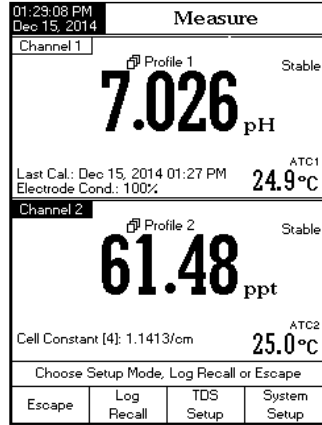 01:29:08 PM
Dec 15, 2014
Measure
Channel 1
Profile 1
Stable
7.026 pH
ATC1
Last Cal.: Dec 15, 2014 01:27 PM
Electrode Cond.: 100%
24.9°C
Channel 2
Profile 2
Stable
61.48 ppt
ATC2
Cell Constant [4]: 1.1413/cm
25.0°C
Choose Setup Mode, Log Recall or Escape
Escape
Log Recall
TDS Setup
System Setup